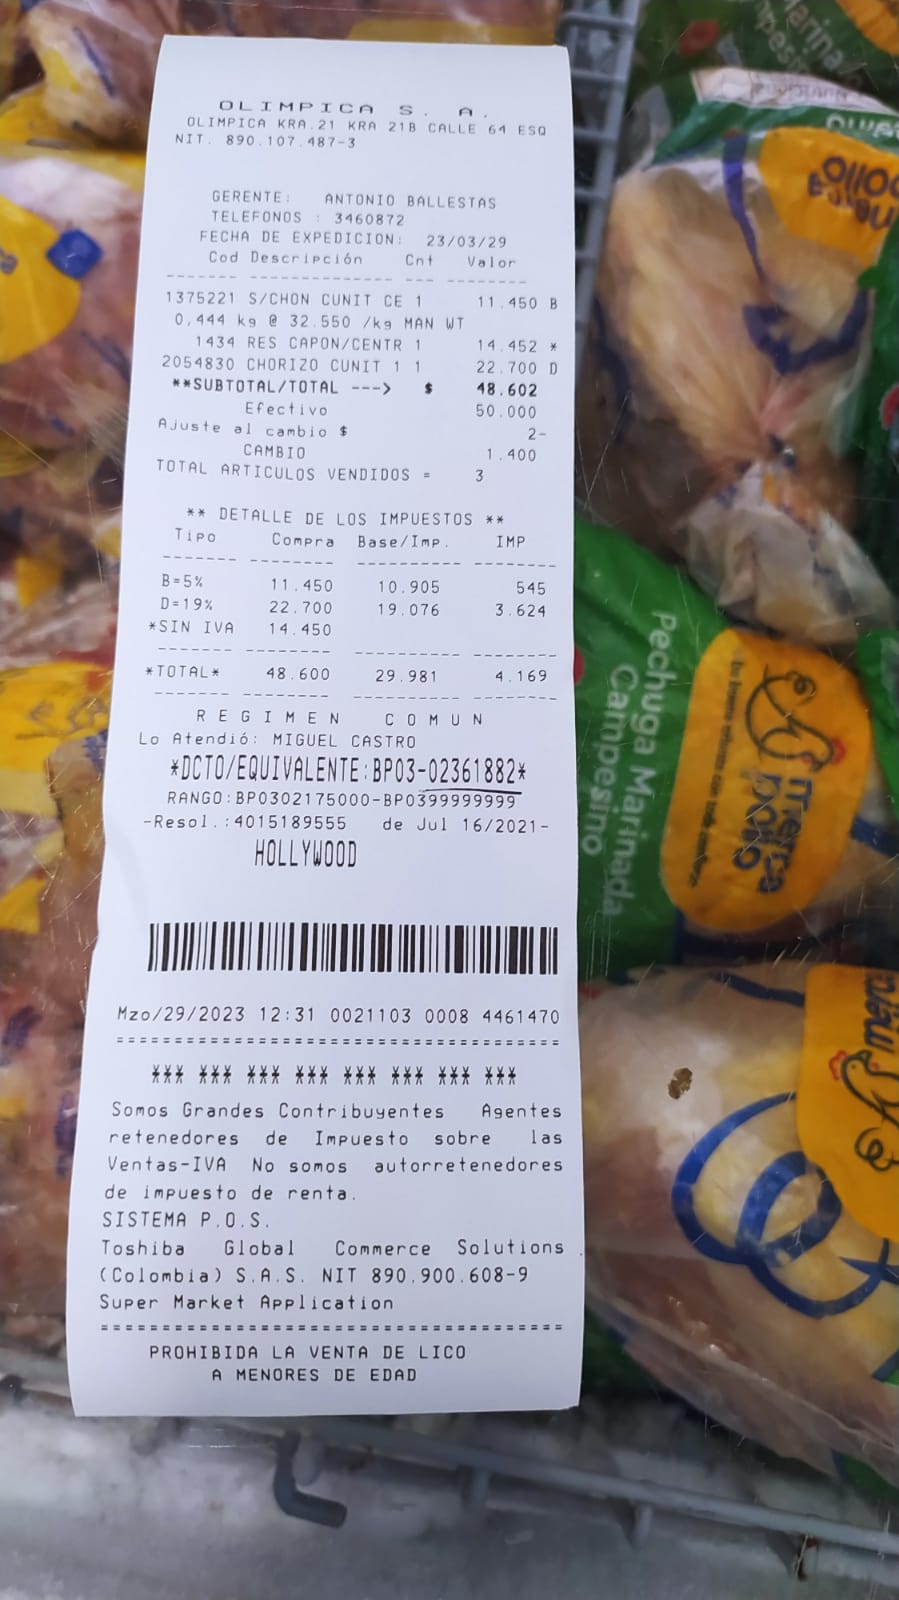 OLIMPICA S. A.
OLIMPICA KRA.21 KRA 21B CALLE 64 ESQ
NIT. 890.107.487-3
GERENTE: ANTONIO BALLESTAS
TELEFONOS : 3460872
FECHA DE EXPEDICION: 23/03/29
Cod Descripción Cnt Valor
1375221 S/CHON CUNIT CE 1 11.450 B
0,444 kg @ 32.550 /kg MAN WT
1434 RES CAPON/CENTR 1 14.452 *
2054830 CHORIZO CUNIT 1 1 22.700 D
**SUBTOTAL/TOTAL ---> $ 48.602
Efectivo 50.000
Ajuste al cambio $ 2-
CAMBIO 1.400
TOTAL ARTICULOS VENDIDOS = 3
** DETALLE DE LOS IMPUESTOS **
Tipo Compra Base/Imp. IMP
B=5% 11.450 10.905 545
D=19% 22.700 19.076 3.624
*SIN IVA 14.450
*TOTAL* 48.600 29.981 4.169
REGIMEN COMUN
Lo Atendió: MIGUEL CASTRO
*DCTO/EQUIVALENTE:BP03-02361882*
RANGO:BP0302175000-BP0399999999
-Resol.:4015189555 de Jul 16/2021-
HOLLYWOOD
Mzo/29/2023 12:31 0021103 0008 4461470
=========================================
*** *** *** *** *** *** *** ***
Somos Grandes Contribuyentes Agentes
retenedores de Impuesto sobre las
Ventas-IVA No somos autorretenedores
de impuesto de renta.
SISTEMA P.O.S.
Toshiba Global Commerce Solutions
(Colombia) S.A.S. NIT 890.900.608-9
Super Market Application
=========================================
PROHIBIDA LA VENTA DE LICO
A MENORES DE EDAD
Pechuga Marinada
Campesino
merca
pollo